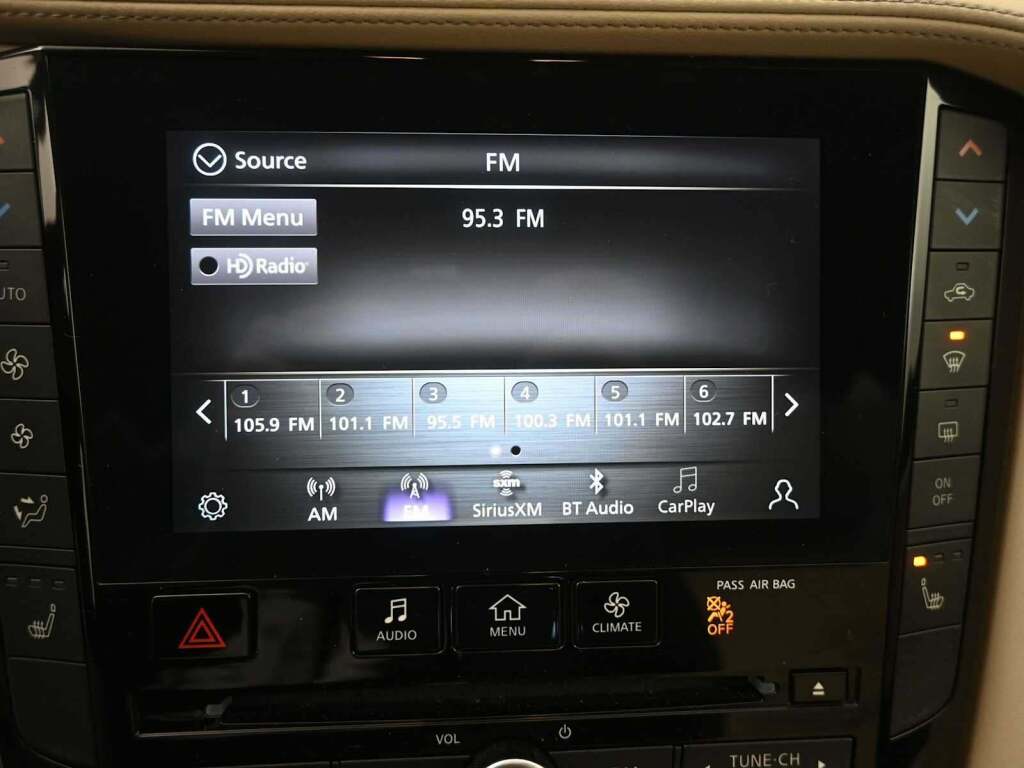 Source
FM
FM Menu
95.3 FM
HD Radio
1 2 3 4 5 6
105.9 FM 101.1 FM 95.5 FM 100.3 FM 101.1 FM 102.7 FM
AM
FM
sxm
SiriusXM
BT Audio
CarPlay
ON
OFF
AUDIO
MENU
CLIMATE
PASS AIR BAG
2
OFF
VOL
TUNE·CH